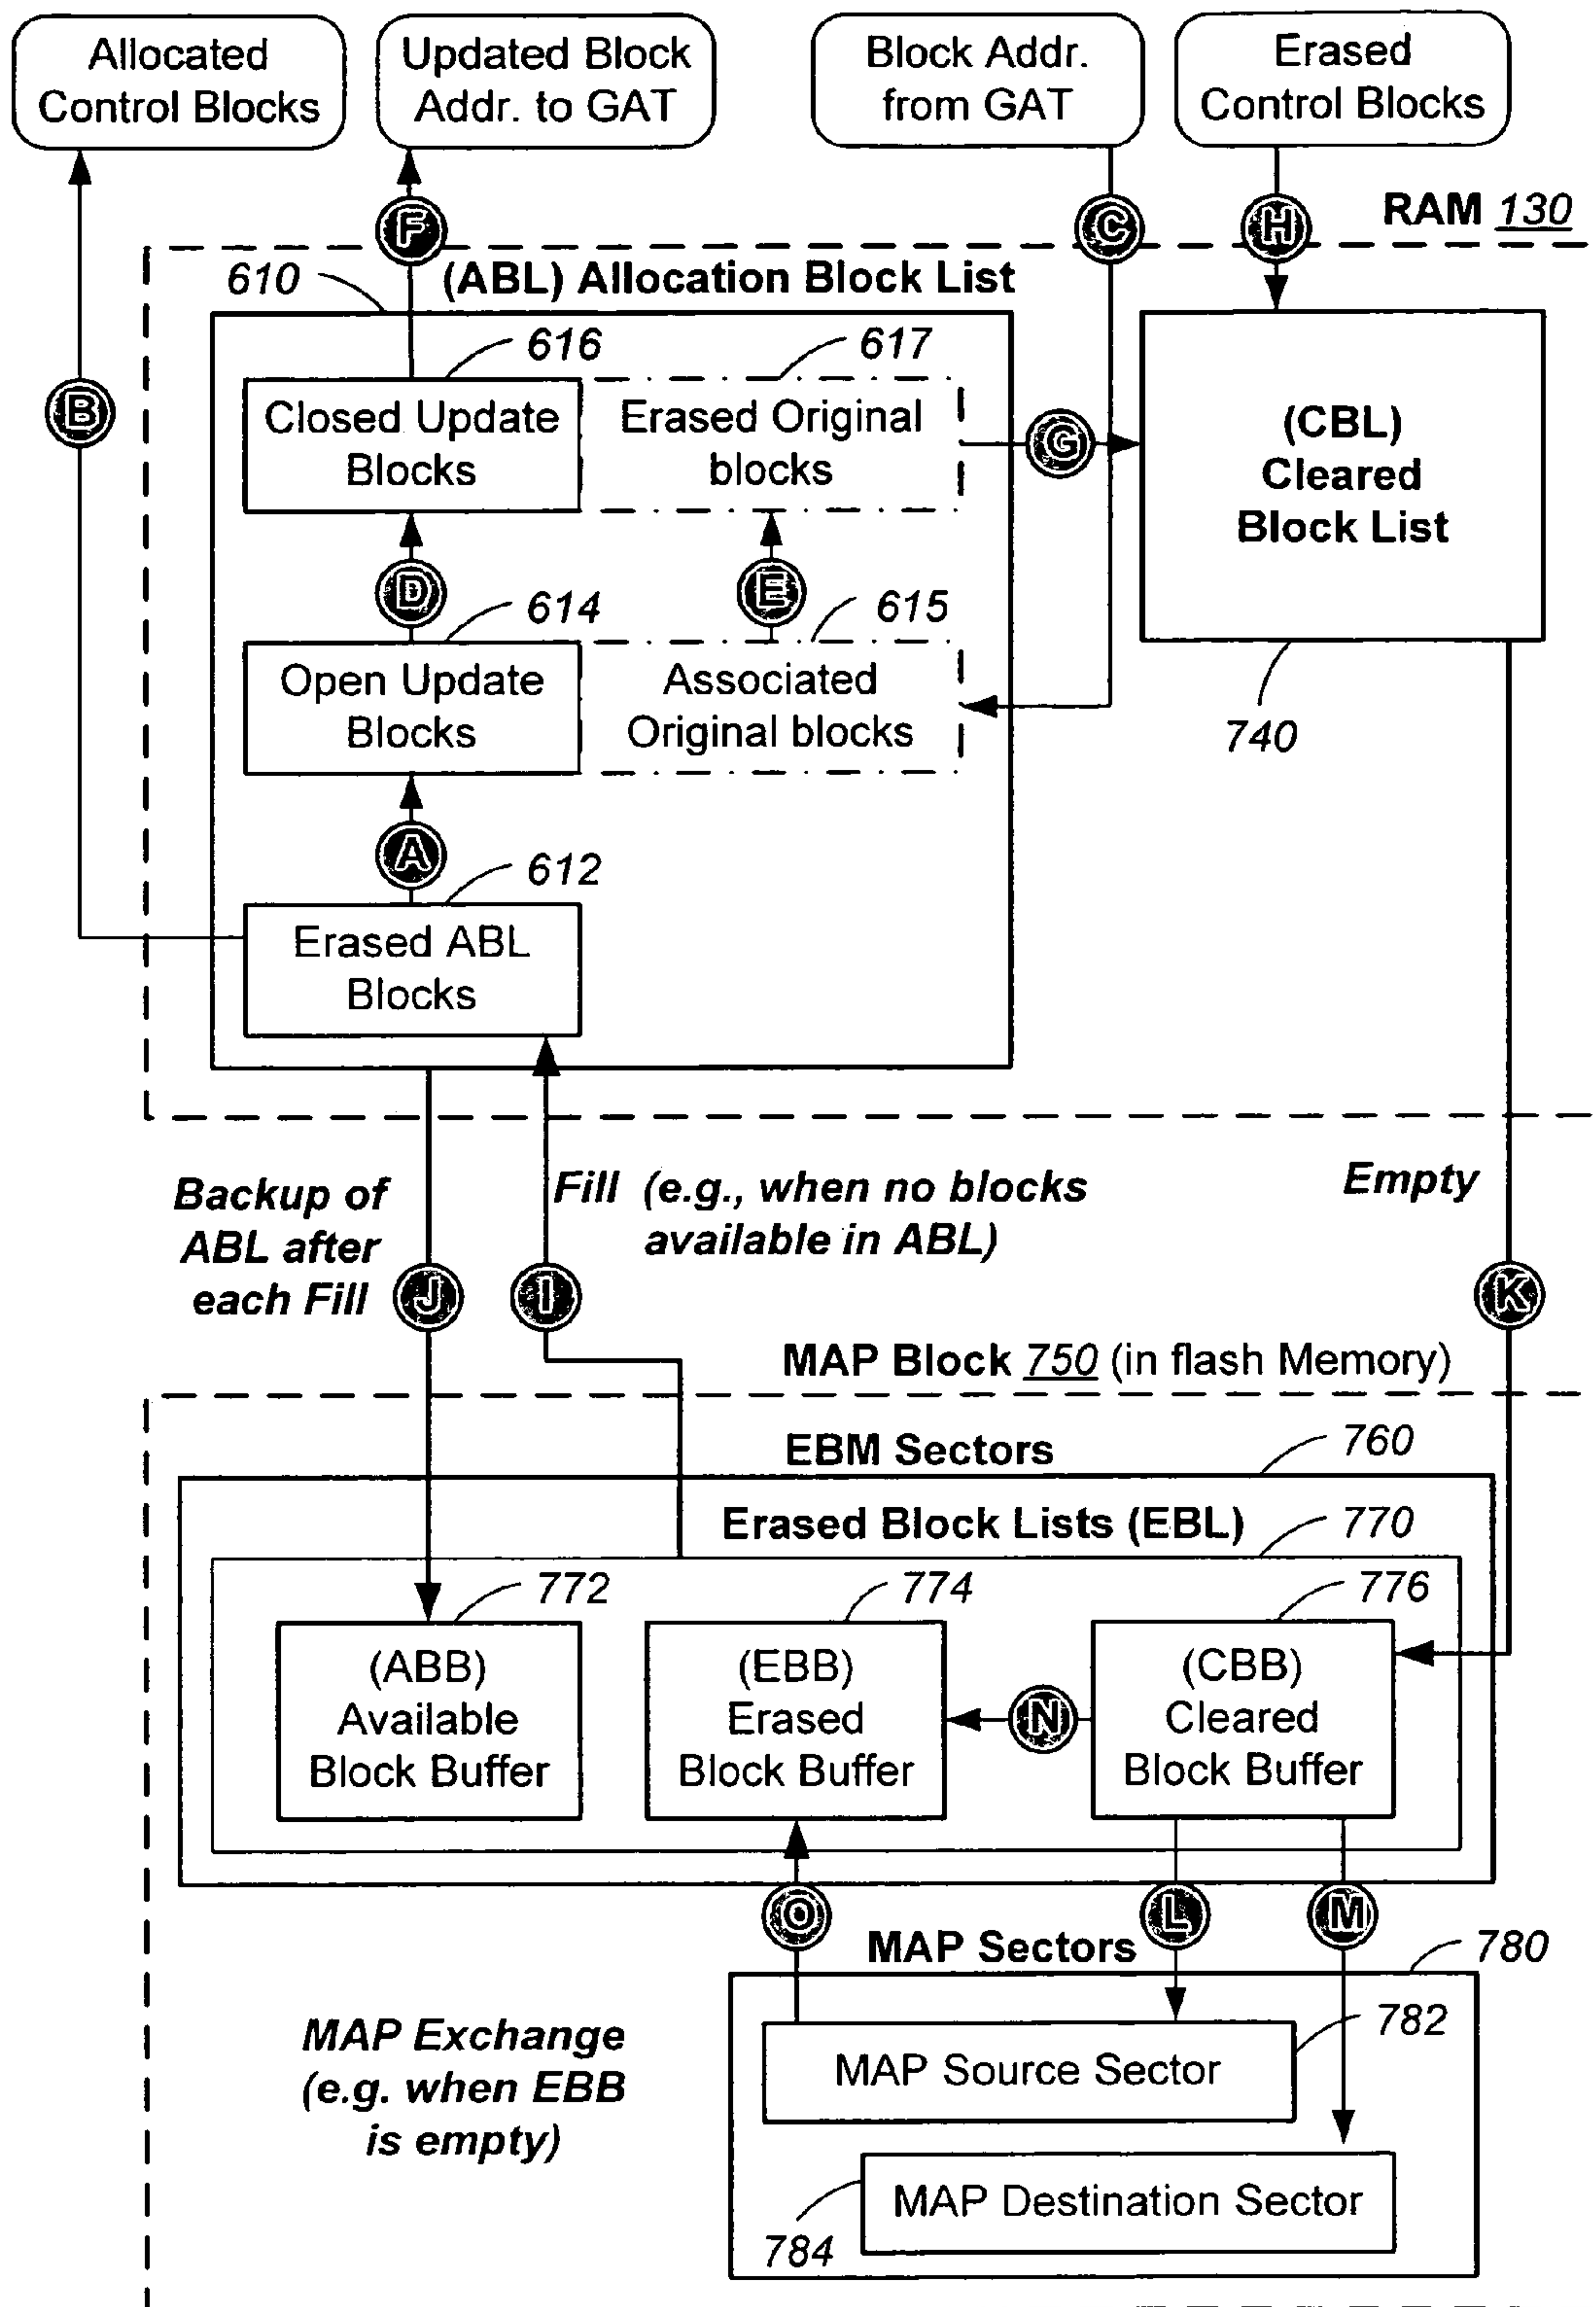 Allocated
Control Blocks
Updated Block
Addr. to GAT
Block Addr.
from GAT
Erased
Control Blocks
F
C
H
RAM 130
610
(ABL) Allocation Block List
616
617
B
Closed Update
Blocks
Erased Original
blocks
G
(CBL)
Cleared
Block List
D
E
614
615
Open Update
Blocks
Associated
Original blocks
740
A
612
Erased ABL
Blocks
Backup of
ABL after
each Fill
J
I
Fill (e.g., when no blocks
available in ABL)
Empty
K
MAP Block 750 (in flash Memory)
EBM Sectors
760
Erased Block Lists (EBL)
770
772
774
776
(ABB)
Available
Block Buffer
(EBB)
Erased
Block Buffer
N
(CBB)
Cleared
Block Buffer
O
L
M
MAP Sectors
780
MAP Exchange
(e.g. when EBB
is empty)
782
MAP Source Sector
MAP Destination Sector
784